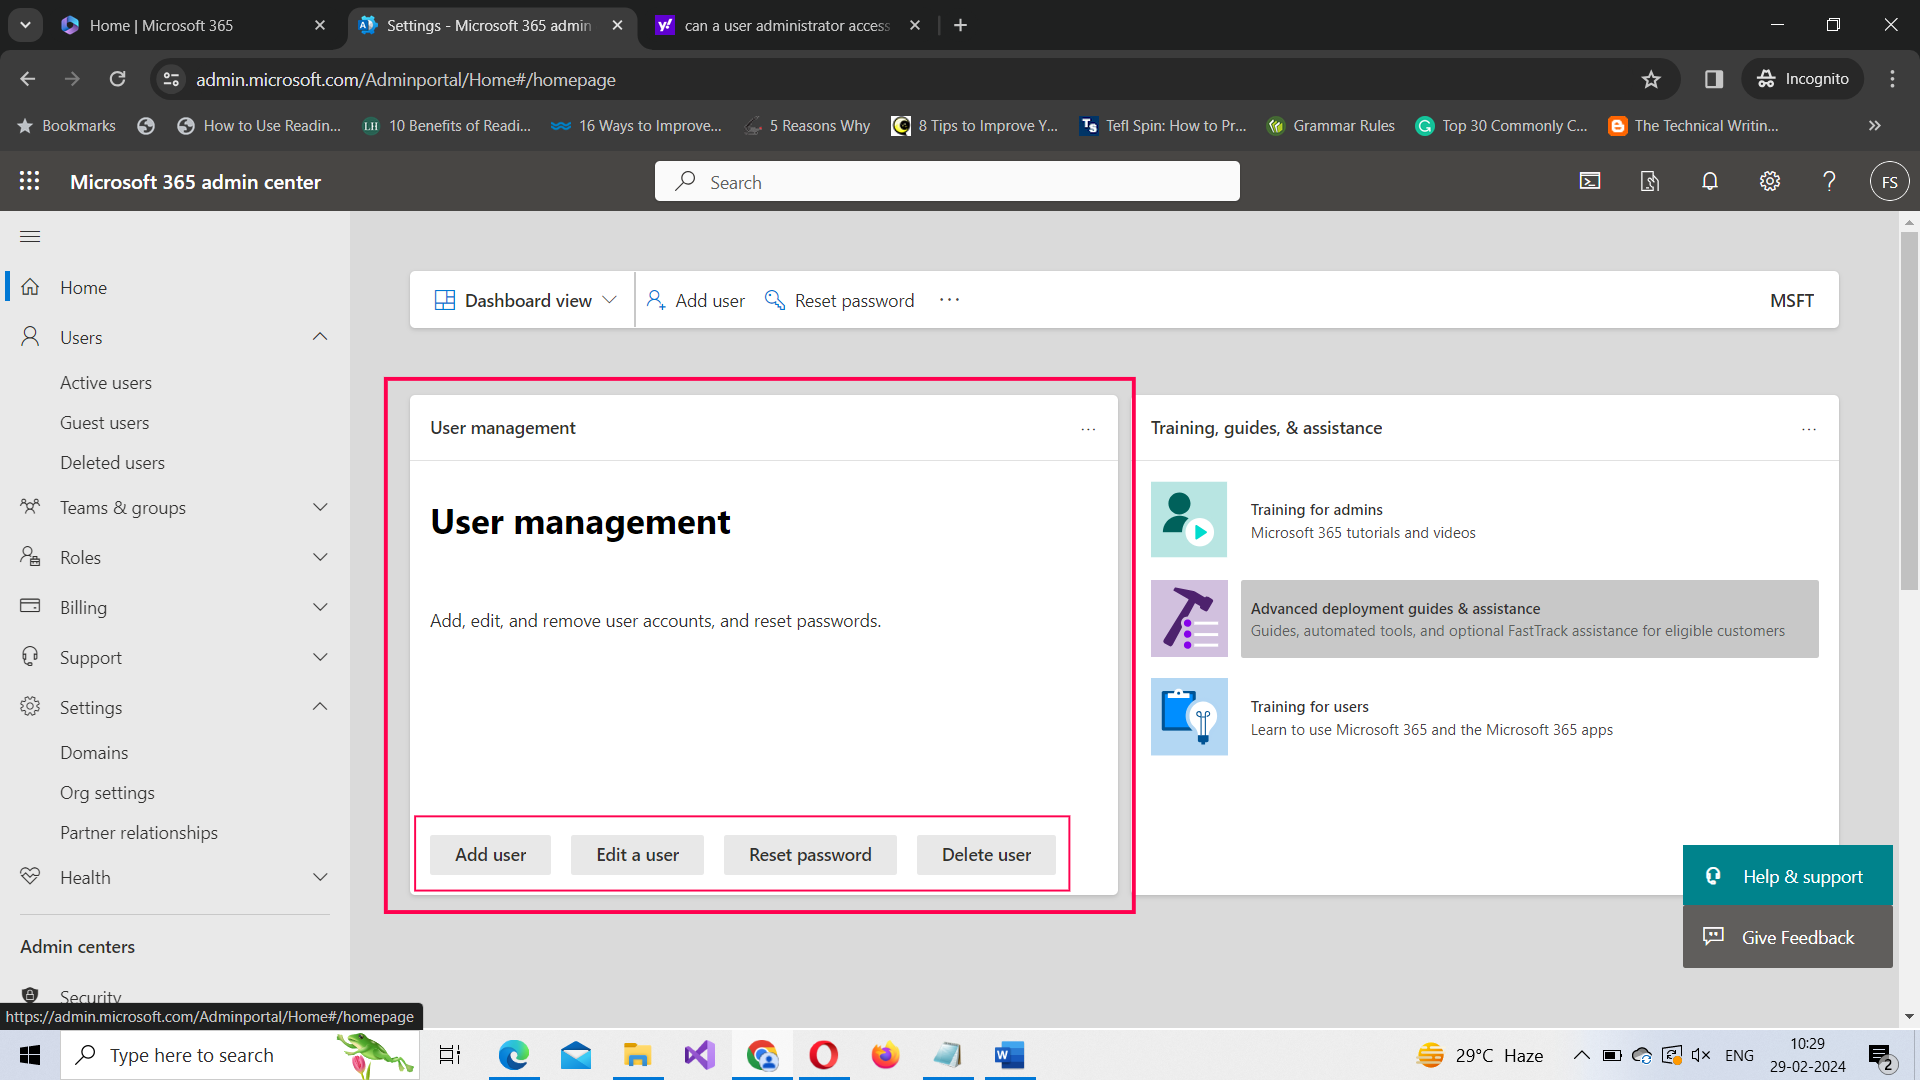 Home | Microsoft 365
Settings - Microsoft 365 admin
y!
can a user administrator access
admin.microsoft.com/Adminportal/Home#/homepage
Incognito
Bookmarks
How to Use Readin...
LH
10 Benefits of Readi...
16 Ways to Improve...
5 Reasons Why
8 Tips to Improve Y...
Ts
Tefl Spin: How to Pr...
Grammar Rules
Top 30 Commonly C...
The Technical Writin...
Microsoft 365 admin center
Search
FS
Home
Users
Active users
Guest users
Deleted users
Teams & groups
Roles
Billing
Support
Settings
Domains
Org settings
Partner relationships
Health
Admin centers
Security
https://admin.microsoft.com/Adminportal/Home#/homepage
Dashboard view
Add user
Reset password
MSFT
User management
User management
Add, edit, and remove user accounts, and reset passwords.
Add user
Edit a user
Reset password
Delete user
Training, guides, & assistance
Training for admins
Microsoft 365 tutorials and videos
Advanced deployment guides & assistance
Guides, automated tools, and optional FastTrack assistance for eligible customers
Training for users
Learn to use Microsoft 365 and the Microsoft 365 apps
Help & support
Give Feedback
Type here to search
29°C Haze
ENG
10:29
29-02-2024
2